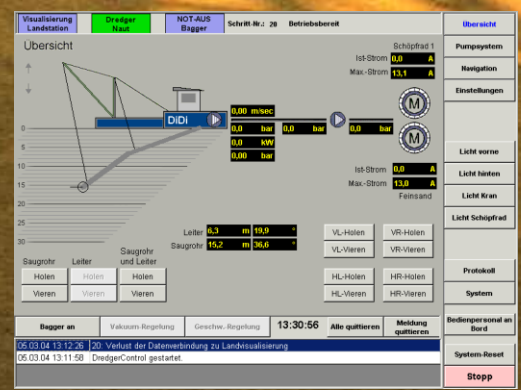 Visualisierung Landstation
Dredger Naut
NOT-AUS Bagger
Schritt-Nr.: 20 Betriebsbereit
Übersicht
Übersicht
Schöpfrad 1
Ist-Strom 0,0 A
Max.-Strom 13,1 A
M
M
DiDi
0,00 m/sec
0,0 bar 0,0 bar 0,0 bar
0,0 kW
0,00 bar
0
5
10
15
20
25
30
Ist-Strom 0,0 A
Max.-Strom 13,0 A
Feinsand
Leiter 6,3 m 19,9 °
Saugrohr 15,2 m 36,6 °
Saugrohr Leiter Saugrohr und Leiter
Holen Holen Holen
Vieren Vieren Vieren
VL-Holen VR-Holen
VL-Vieren VR-Vieren
HL-Holen HR-Holen
HL-Vieren HR-Vieren
Pumpsystem
Navigation
Einstellungen
Licht vorne
Licht hinten
Licht Kran
Licht Schöpfrad
Protokoll
System
Bedienpersonal an Bord
System-Reset
Stopp
Bagger an Vakuum-Regelung Geschw.-Regelung 13:30:56 Alle quittieren Meldung quittieren
05.03.04 13:12:26 20: Verlust der Datenverbindung zu Landvisualisierung
05.03.04 13:11:58 DredgerControl gestartet.